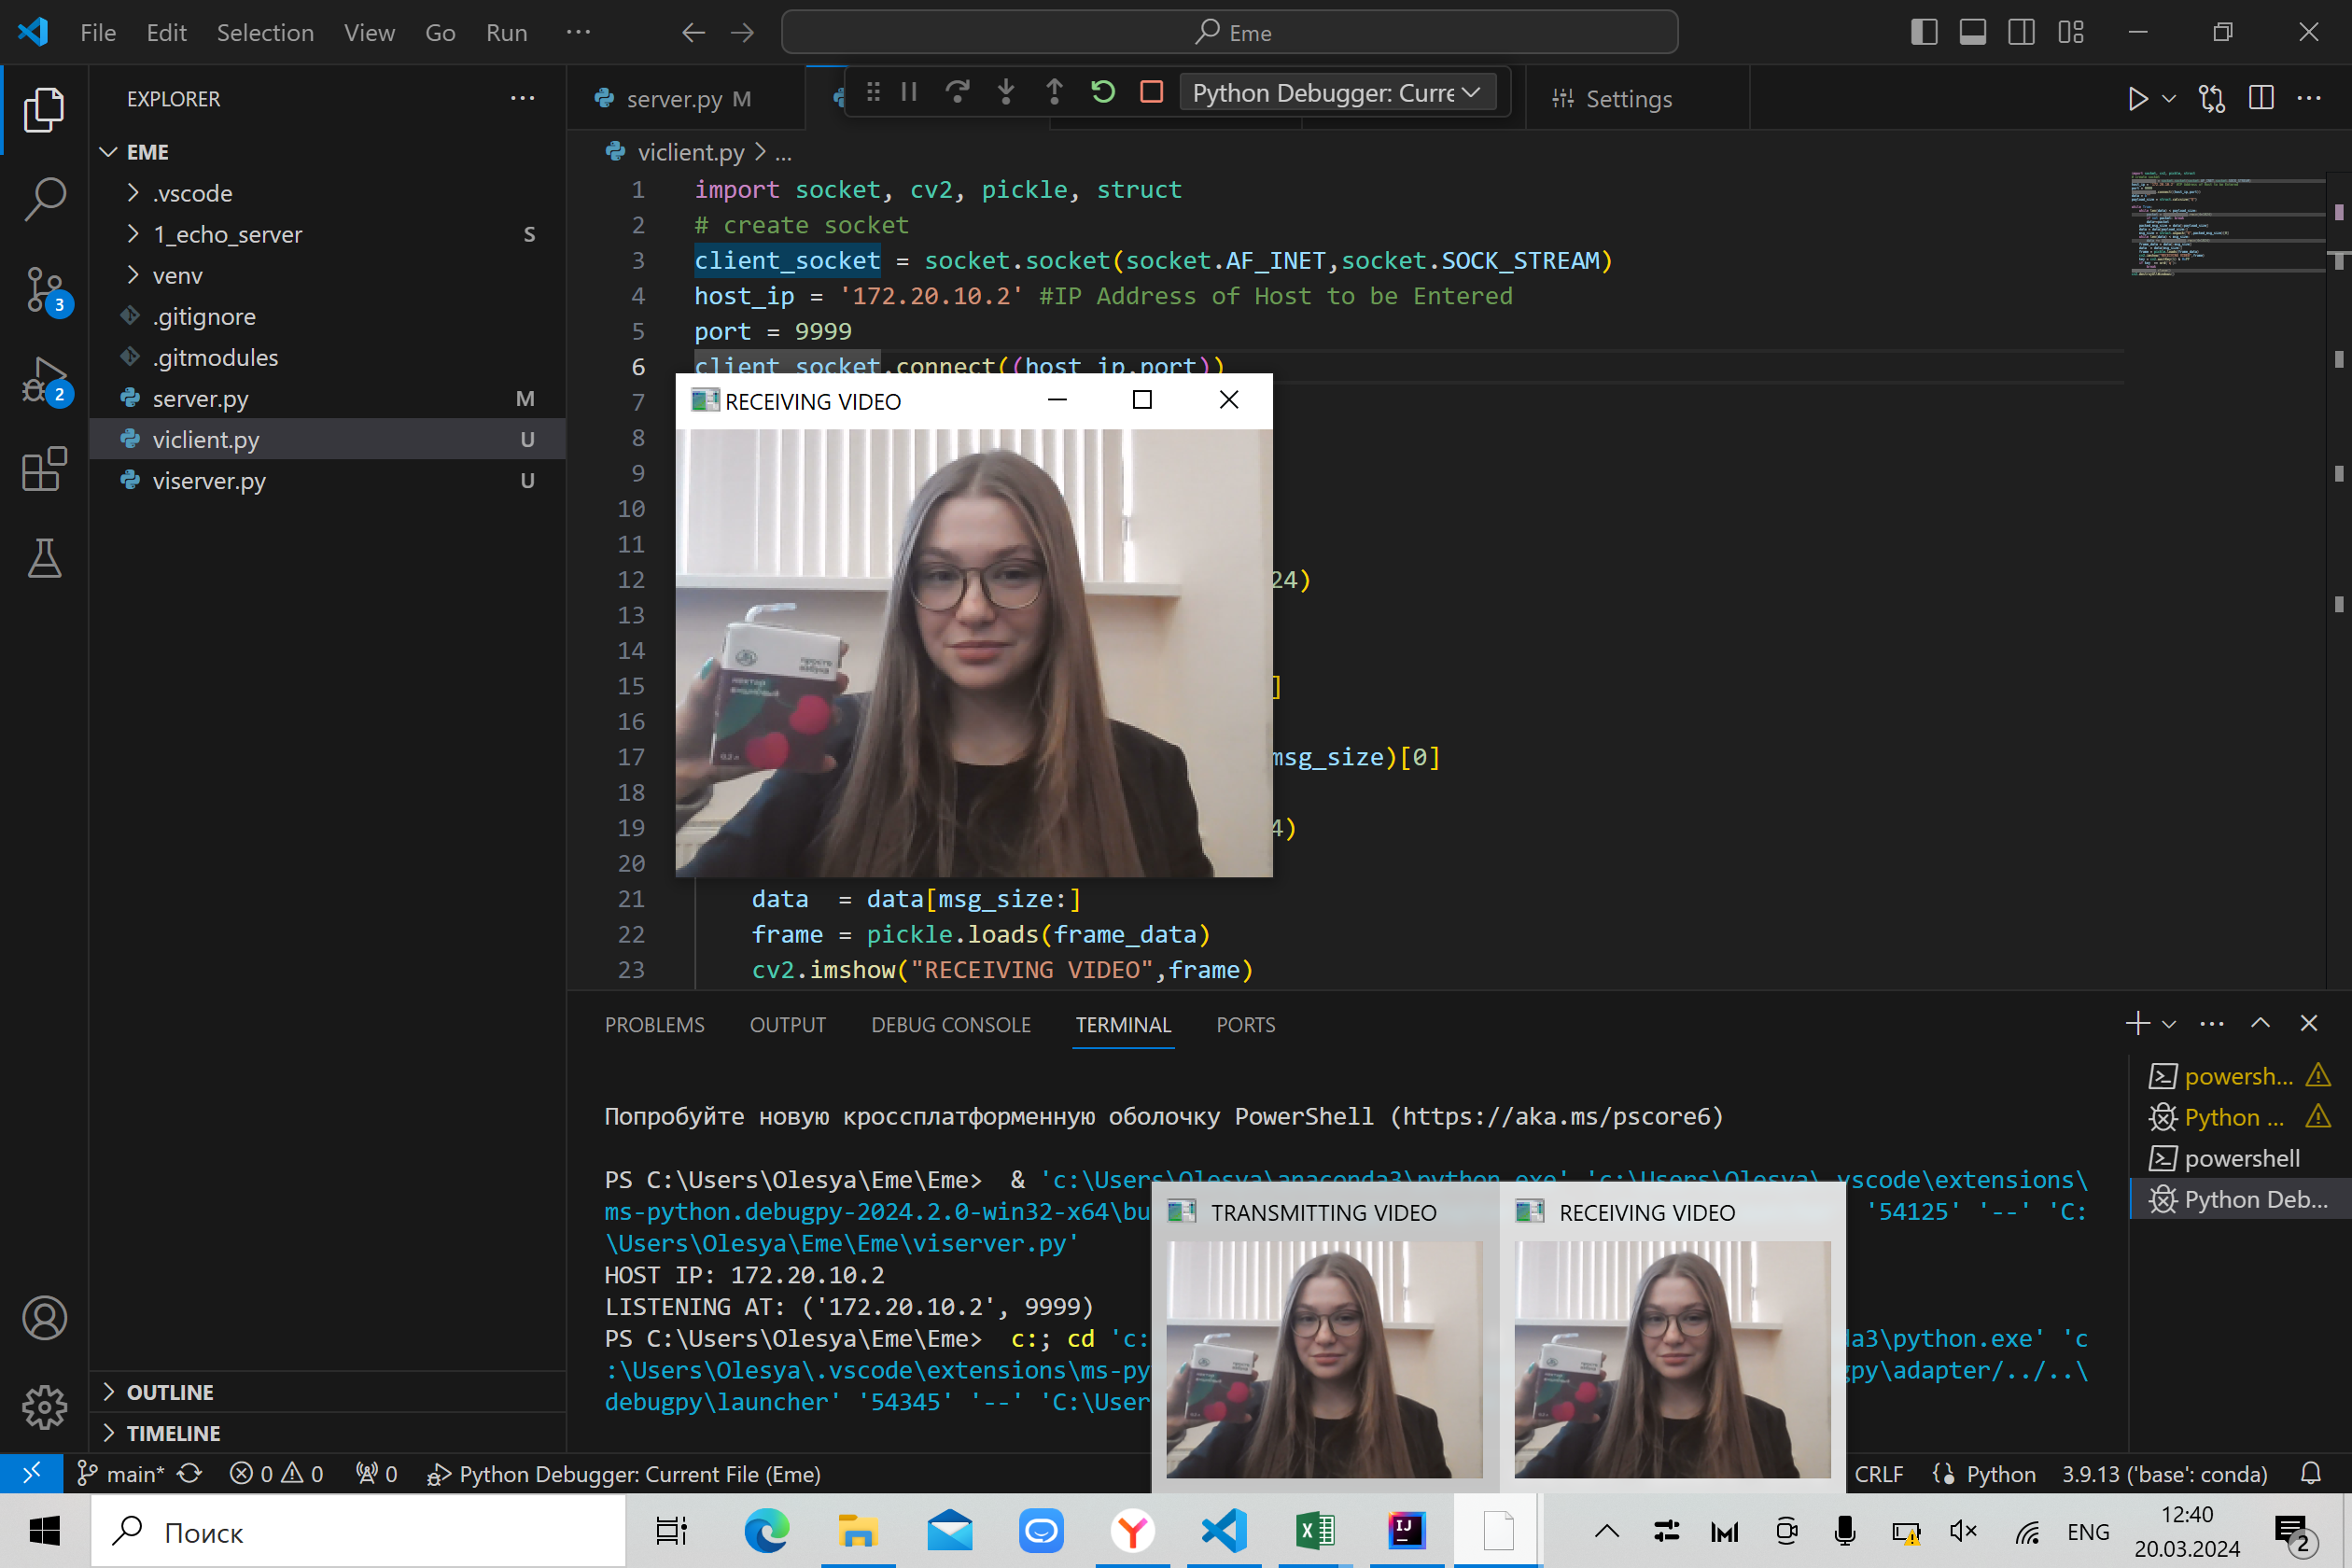 File Edit Selection View Go Run ...
Eme
EXPLORER ...
EME
.vscode
1_echo_server S
venv
.gitignore
.gitmodules
server.py M
viclient.py U
viserver.py U
3
2
OUTLINE
TIMELINE
server.py M
Python Debugger: Curre
Settings
viclient.py > ...
1 import socket, cv2, pickle, struct
2 # create socket
3 client_socket = socket.socket(socket.AF_INET,socket.SOCK_STREAM)
4 host_ip = '172.20.10.2' #IP Address of Host to be Entered
5 port = 9999
6 client_socket.connect((host_ip,port))
7
8
9
10
11
12 24)
13
14
15 ]
16
17 msg_size)[0]
18
19 4)
20
21 data = data[msg_size:]
22 frame = pickle.loads(frame_data)
23 cv2.imshow("RECEIVING VIDEO",frame)
RECEIVING VIDEO
просто
азбука
нектар
вишневый
0.2 л
PROBLEMS OUTPUT DEBUG CONSOLE TERMINAL PORTS
Попробуйте новую кроссплатформенную оболочку PowerShell (https://aka.ms/pscore6)
PS C:\Users\Olesya\Eme\Eme> & 'c:\Users\Olesya\anaconda3\python.exe' 'c:\Users\Olesya\.vscode\extensions\
ms-python.debugpy-2024.2.0-win32-x64\bu '54125' '--' 'C:
\Users\Olesya\Eme\Eme\viserver.py'
HOST IP: 172.20.10.2
LISTENING AT: ('172.20.10.2', 9999)
PS C:\Users\Olesya\Eme\Eme> c:; cd 'c: da3\python.exe' 'c
:\Users\Olesya\.vscode\extensions\ms-py gpy\adapter/../..\
debugpy\launcher' '54345' '--' 'C:\User
powersh...
Python ...
powershell
Python Deb...
TRANSMITTING VIDEO
RECEIVING VIDEO
main* 0 0 0 Python Debugger: Current File (Eme) CRLF Python 3.9.13 ('base': conda)
Поиск
ENG
12:40
20.03.2024
2